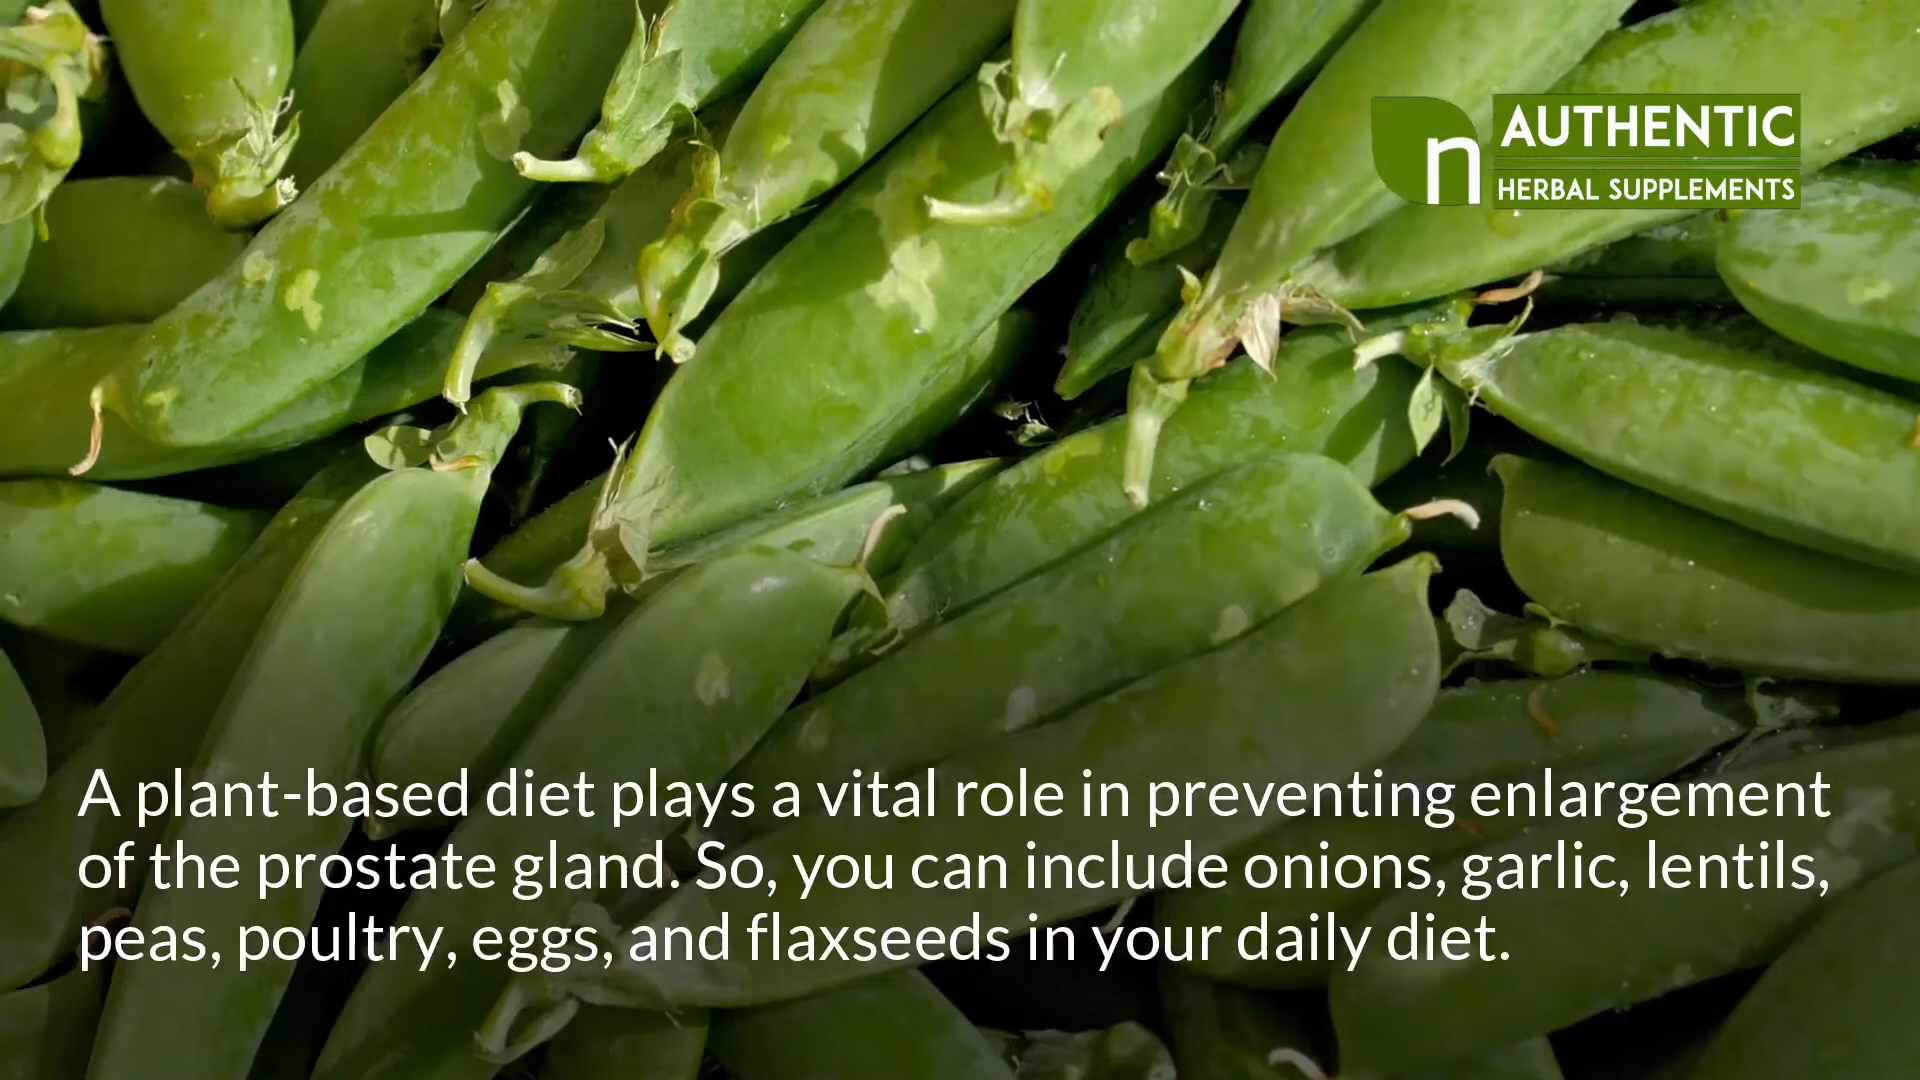 n
AUTHENTIC
HERBAL SUPPLEMENTS
A plant-based diet plays a vital role in preventing enlargement
of the prostate gland. So, you can include onions, garlic, lentils,
peas, poultry, eggs, and flaxseeds in your daily diet.